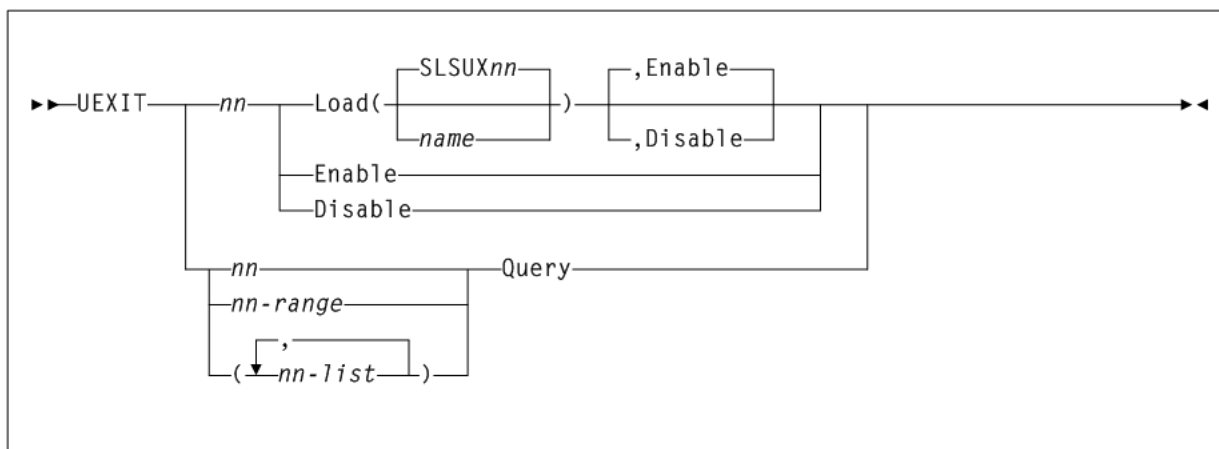 SLSUXnn ,Enable
UEXIT nn Load( name ) ,Disable
Enable
Disable
nn Query
nn-range
,
( nn-list )